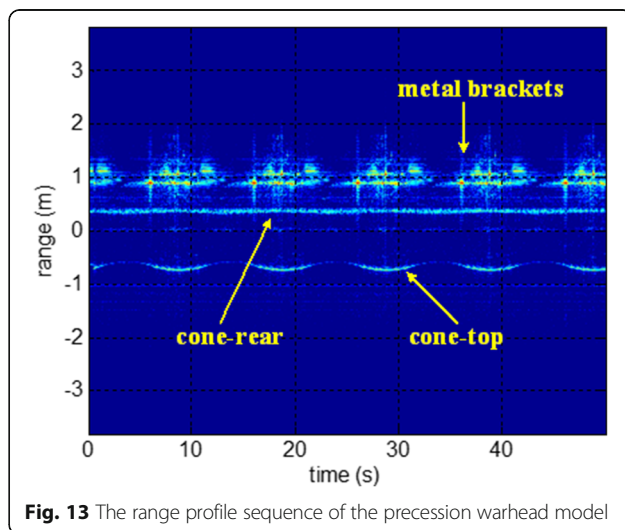 3
metal brackets
2
1
range (m)
0
-1
cone-rear
cone-top
-2
-3
0
10
20
30
40
time (s)
Fig. 13 The range profile sequence of the precession warhead model